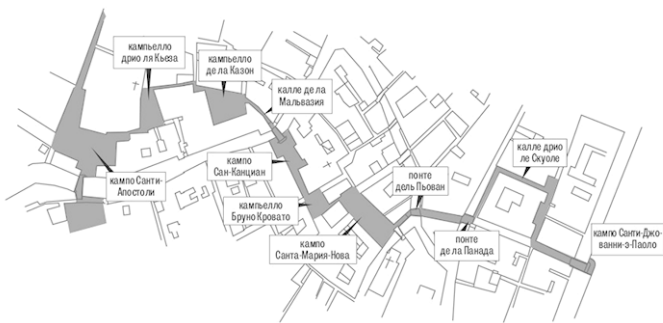 кампьелло
дрио ля Кьеза
кампьелло
де ла Казон
калле де ла
Мальвазия
кампо Санти-
Апостоли
кампо
Сан-Канциан
кампьелло
Бруно Кровато
кампо
Санта-Мария-Нова
понте
дель Пьован
понте
де ла Панада
калле дрио
ле Скуоле
кампо Санти-Джо-
ванни-э-Паоло